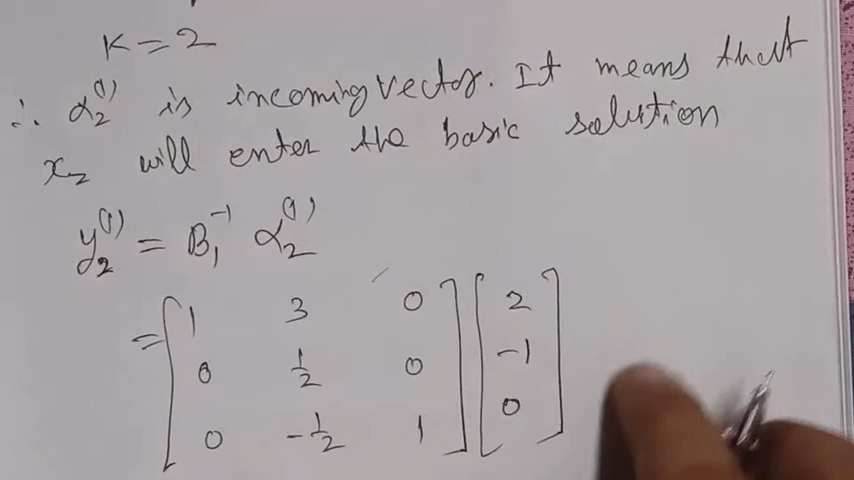 K = 2
∴ α₂⁽¹⁾ is incoming vector. It means that
x₂ will enter the basic solution
y₂⁽¹⁾ = B₁⁻¹ α₂⁽¹⁾
= [ 1 3 0 ] [ 2 ]
[ 0 1/2 0 ] [ -1 ]
[ 0 -1/2 1 ] [ 0 ]